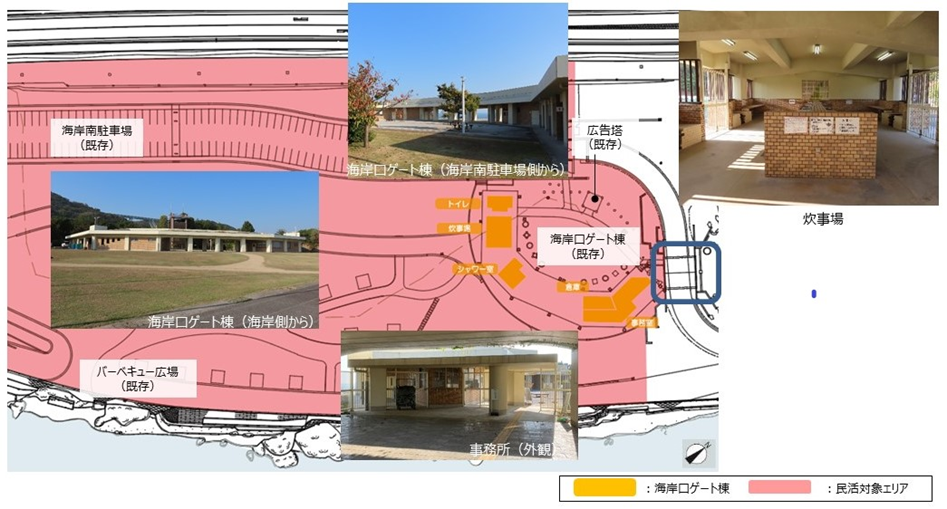 海岸南駐車場
（既存）
海岸口ゲート棟（海岸南駐車場側から）
広告塔
（既存）
炊事場
トイレ
炊事場
シャワー室
倉庫
事務室
海岸口ゲート棟
（既存）
海岸口ゲート棟（海岸側から）
バーベキュー広場
（既存）
事務所（外観）
：海岸口ゲート棟
：民活対象エリア